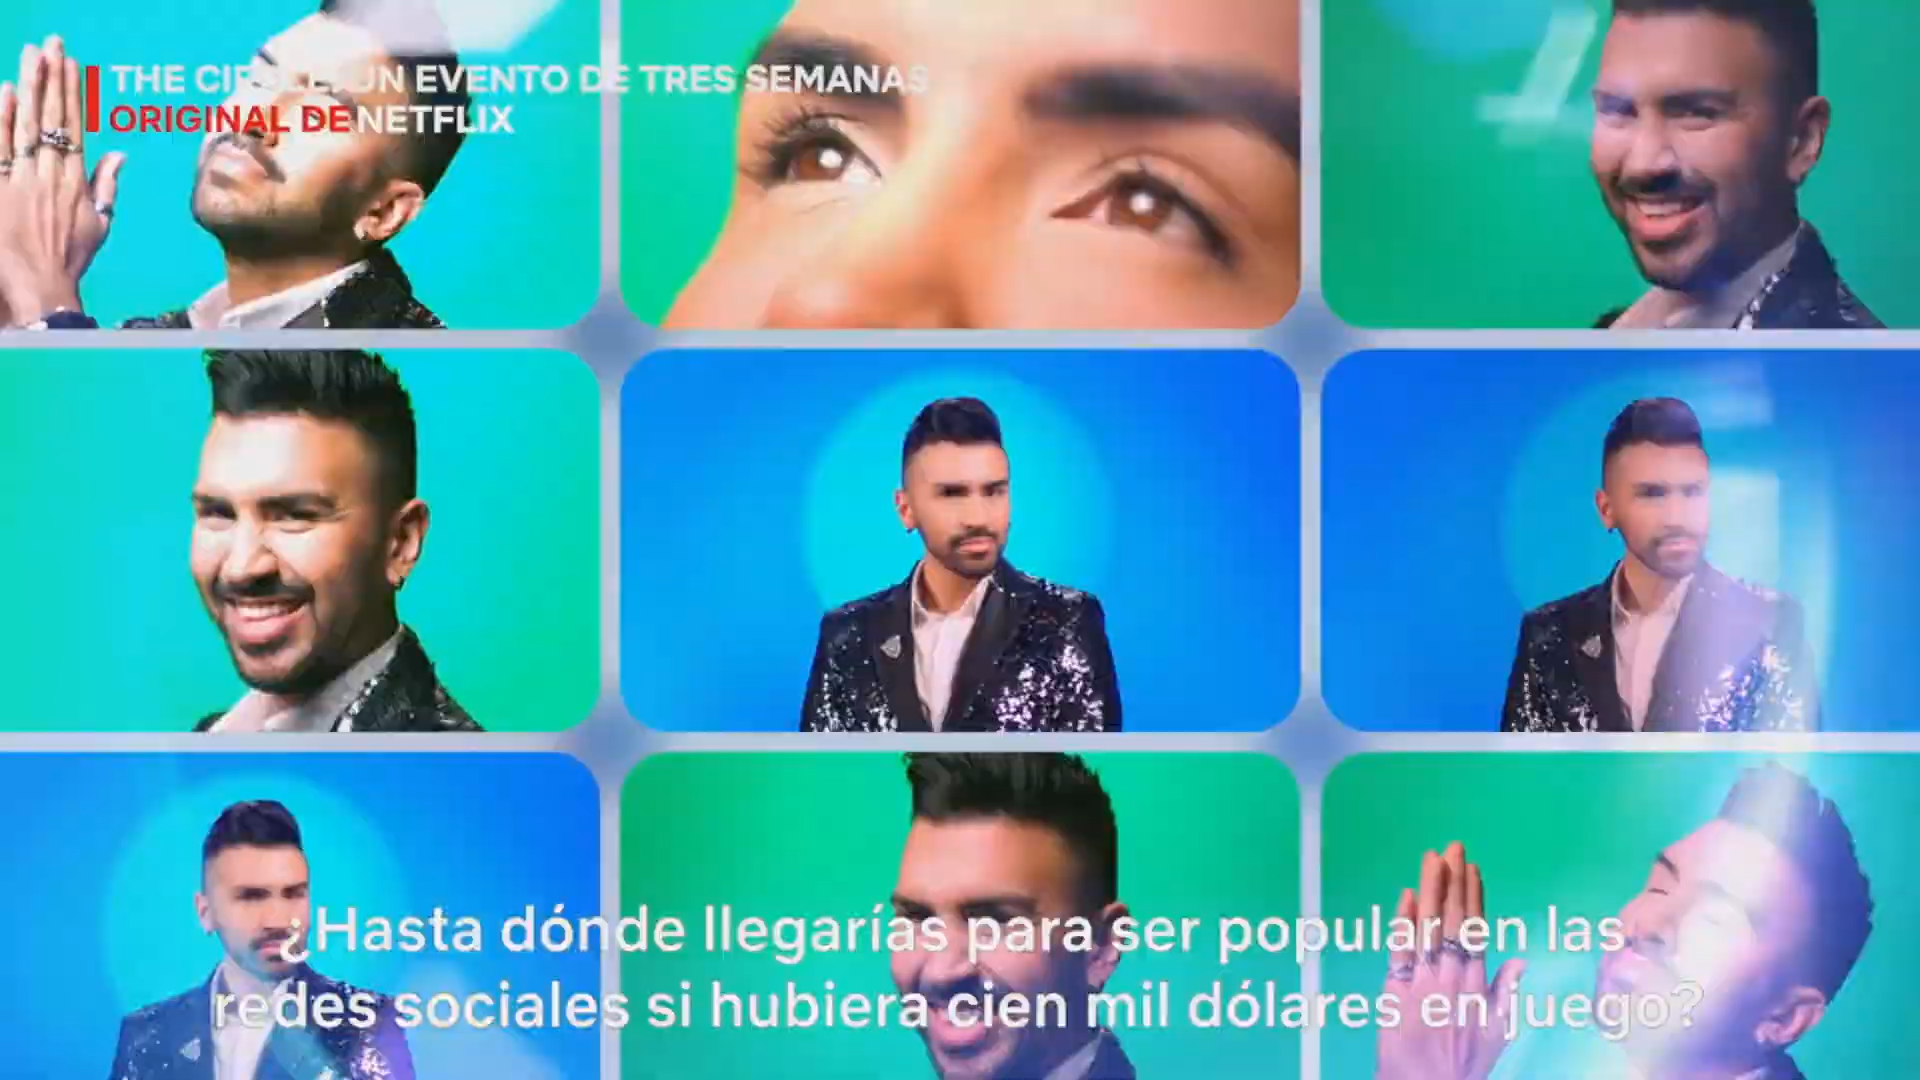 THE CIRCLE: UN EVENTO DE TRES SEMANAS
ORIGINAL DE NETFLIX
¿Hasta dónde llegarías para ser popular en las
redes sociales si hubiera cien mil dólares en juego?